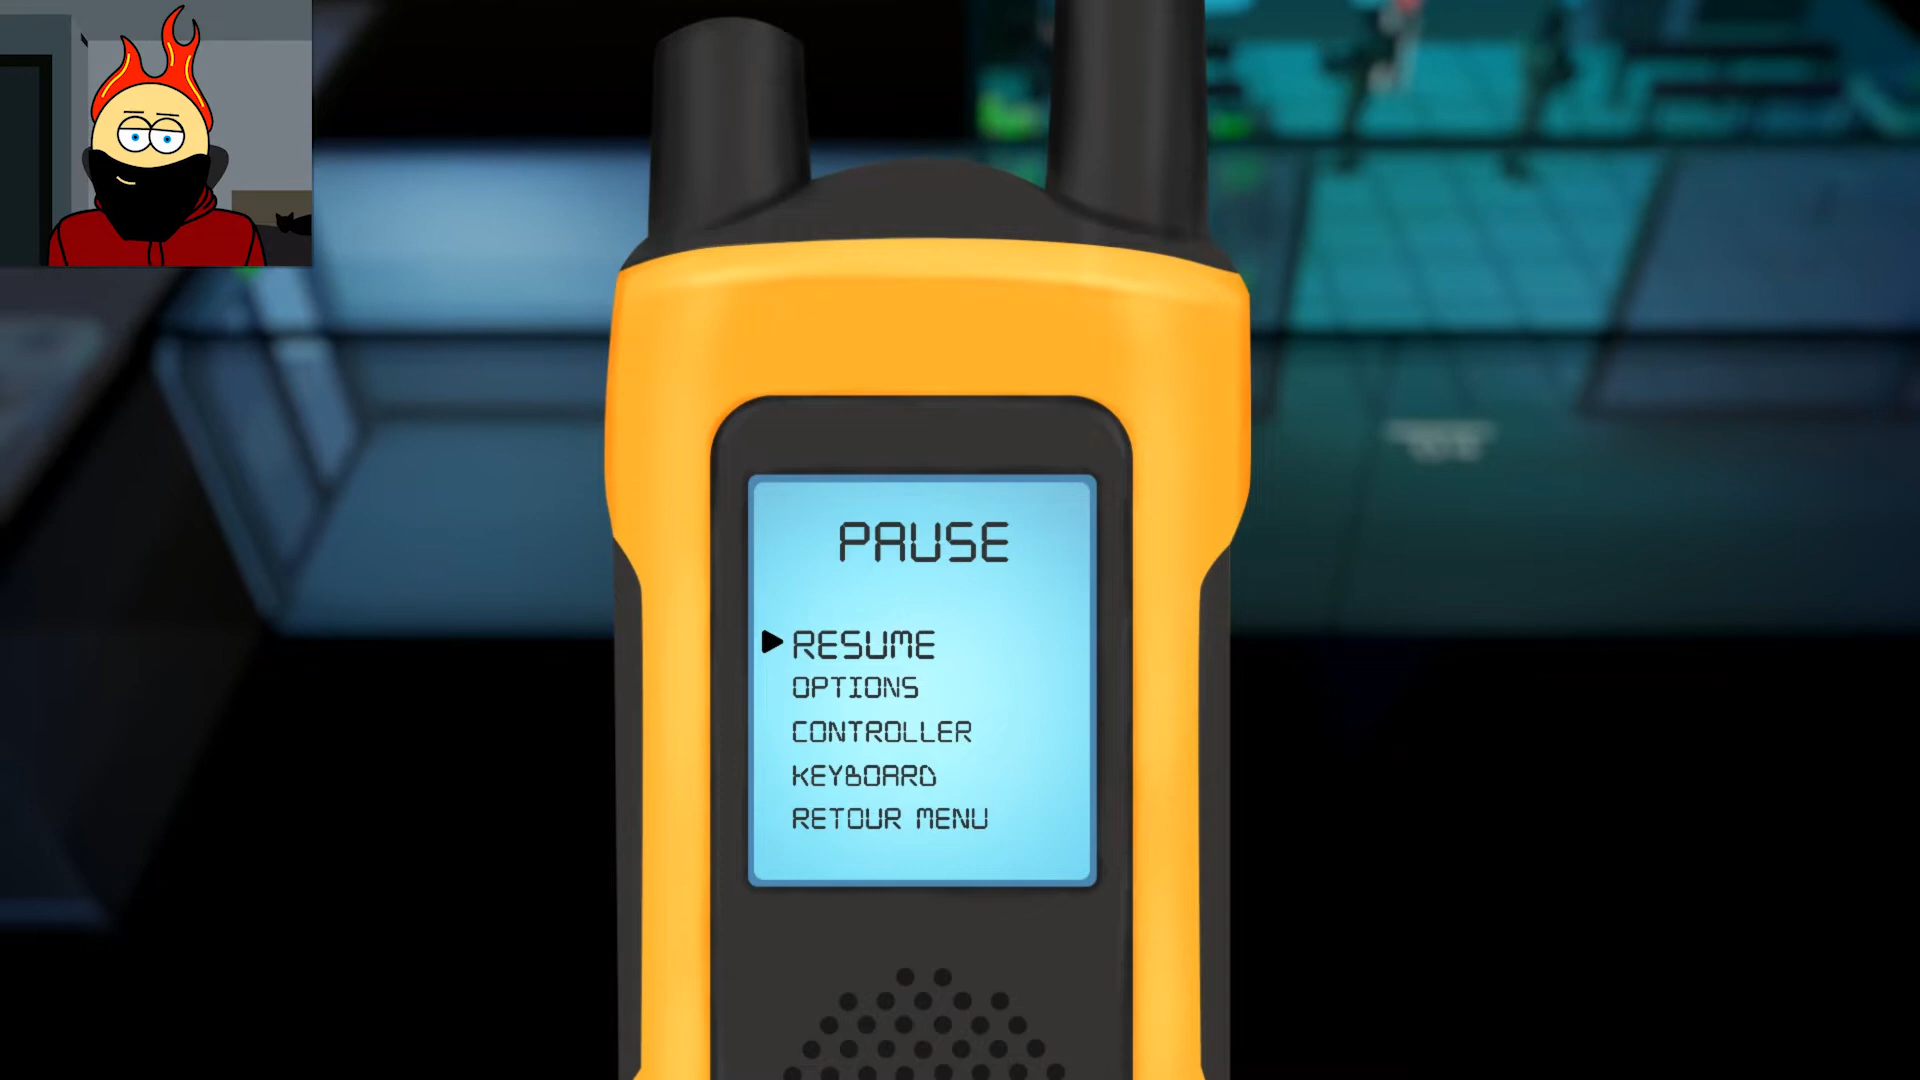 PAUSE
RESUME
OPTIONS
CONTROLLER
KEYBOARD
RETOUR MENU